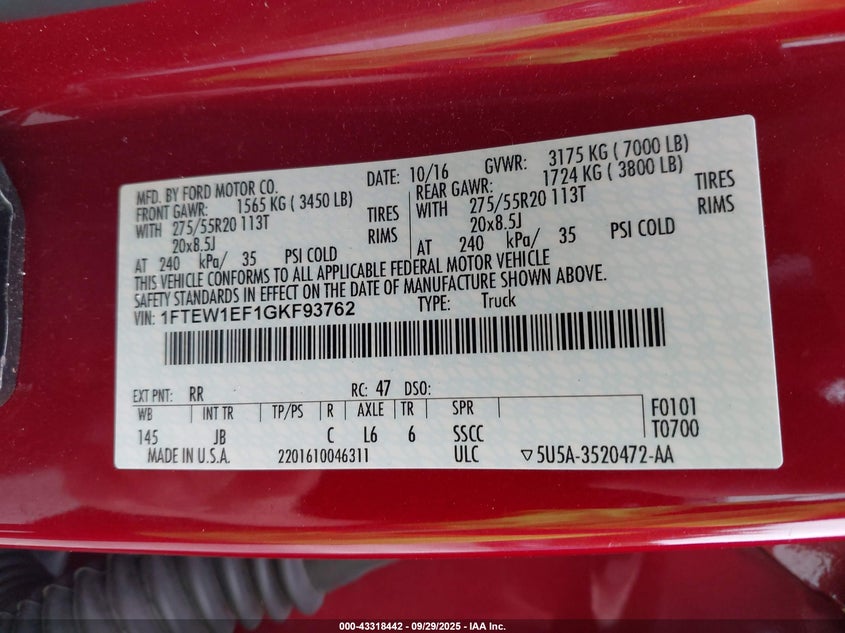 MFD. BY FORD MOTOR CO. DATE: 10/16 GVWR: 3175 KG ( 7000 LB)
FRONT GAWR: 1565 KG ( 3450 LB) REAR GAWR: 1724 KG ( 3800 LB)
WITH 275/55R20 113T TIRES WITH 275/55R20 113T TIRES
20x8.5J RIMS 20x8.5J RIMS
AT 240 kPa/ 35 PSI COLD AT 240 kPa/ 35 PSI COLD
THIS VEHICLE CONFORMS TO ALL APPLICABLE FEDERAL MOTOR VEHICLE
SAFETY STANDARDS IN EFFECT ON THE DATE OF MANUFACTURE SHOWN ABOVE.
VIN: 1FTEW1EF1GKF93762 TYPE: Truck
EXT PNT: RR RC: 47 DSO:
WB INT TR TP/PS R AXLE TR SPR F0101
145 JB C L6 6 SSCC T0700
MADE IN U.S.A. 2201610046311 ULC ▽5U5A-3520472-AA
000-43318442 - 09/29/2025 - IAA Inc.